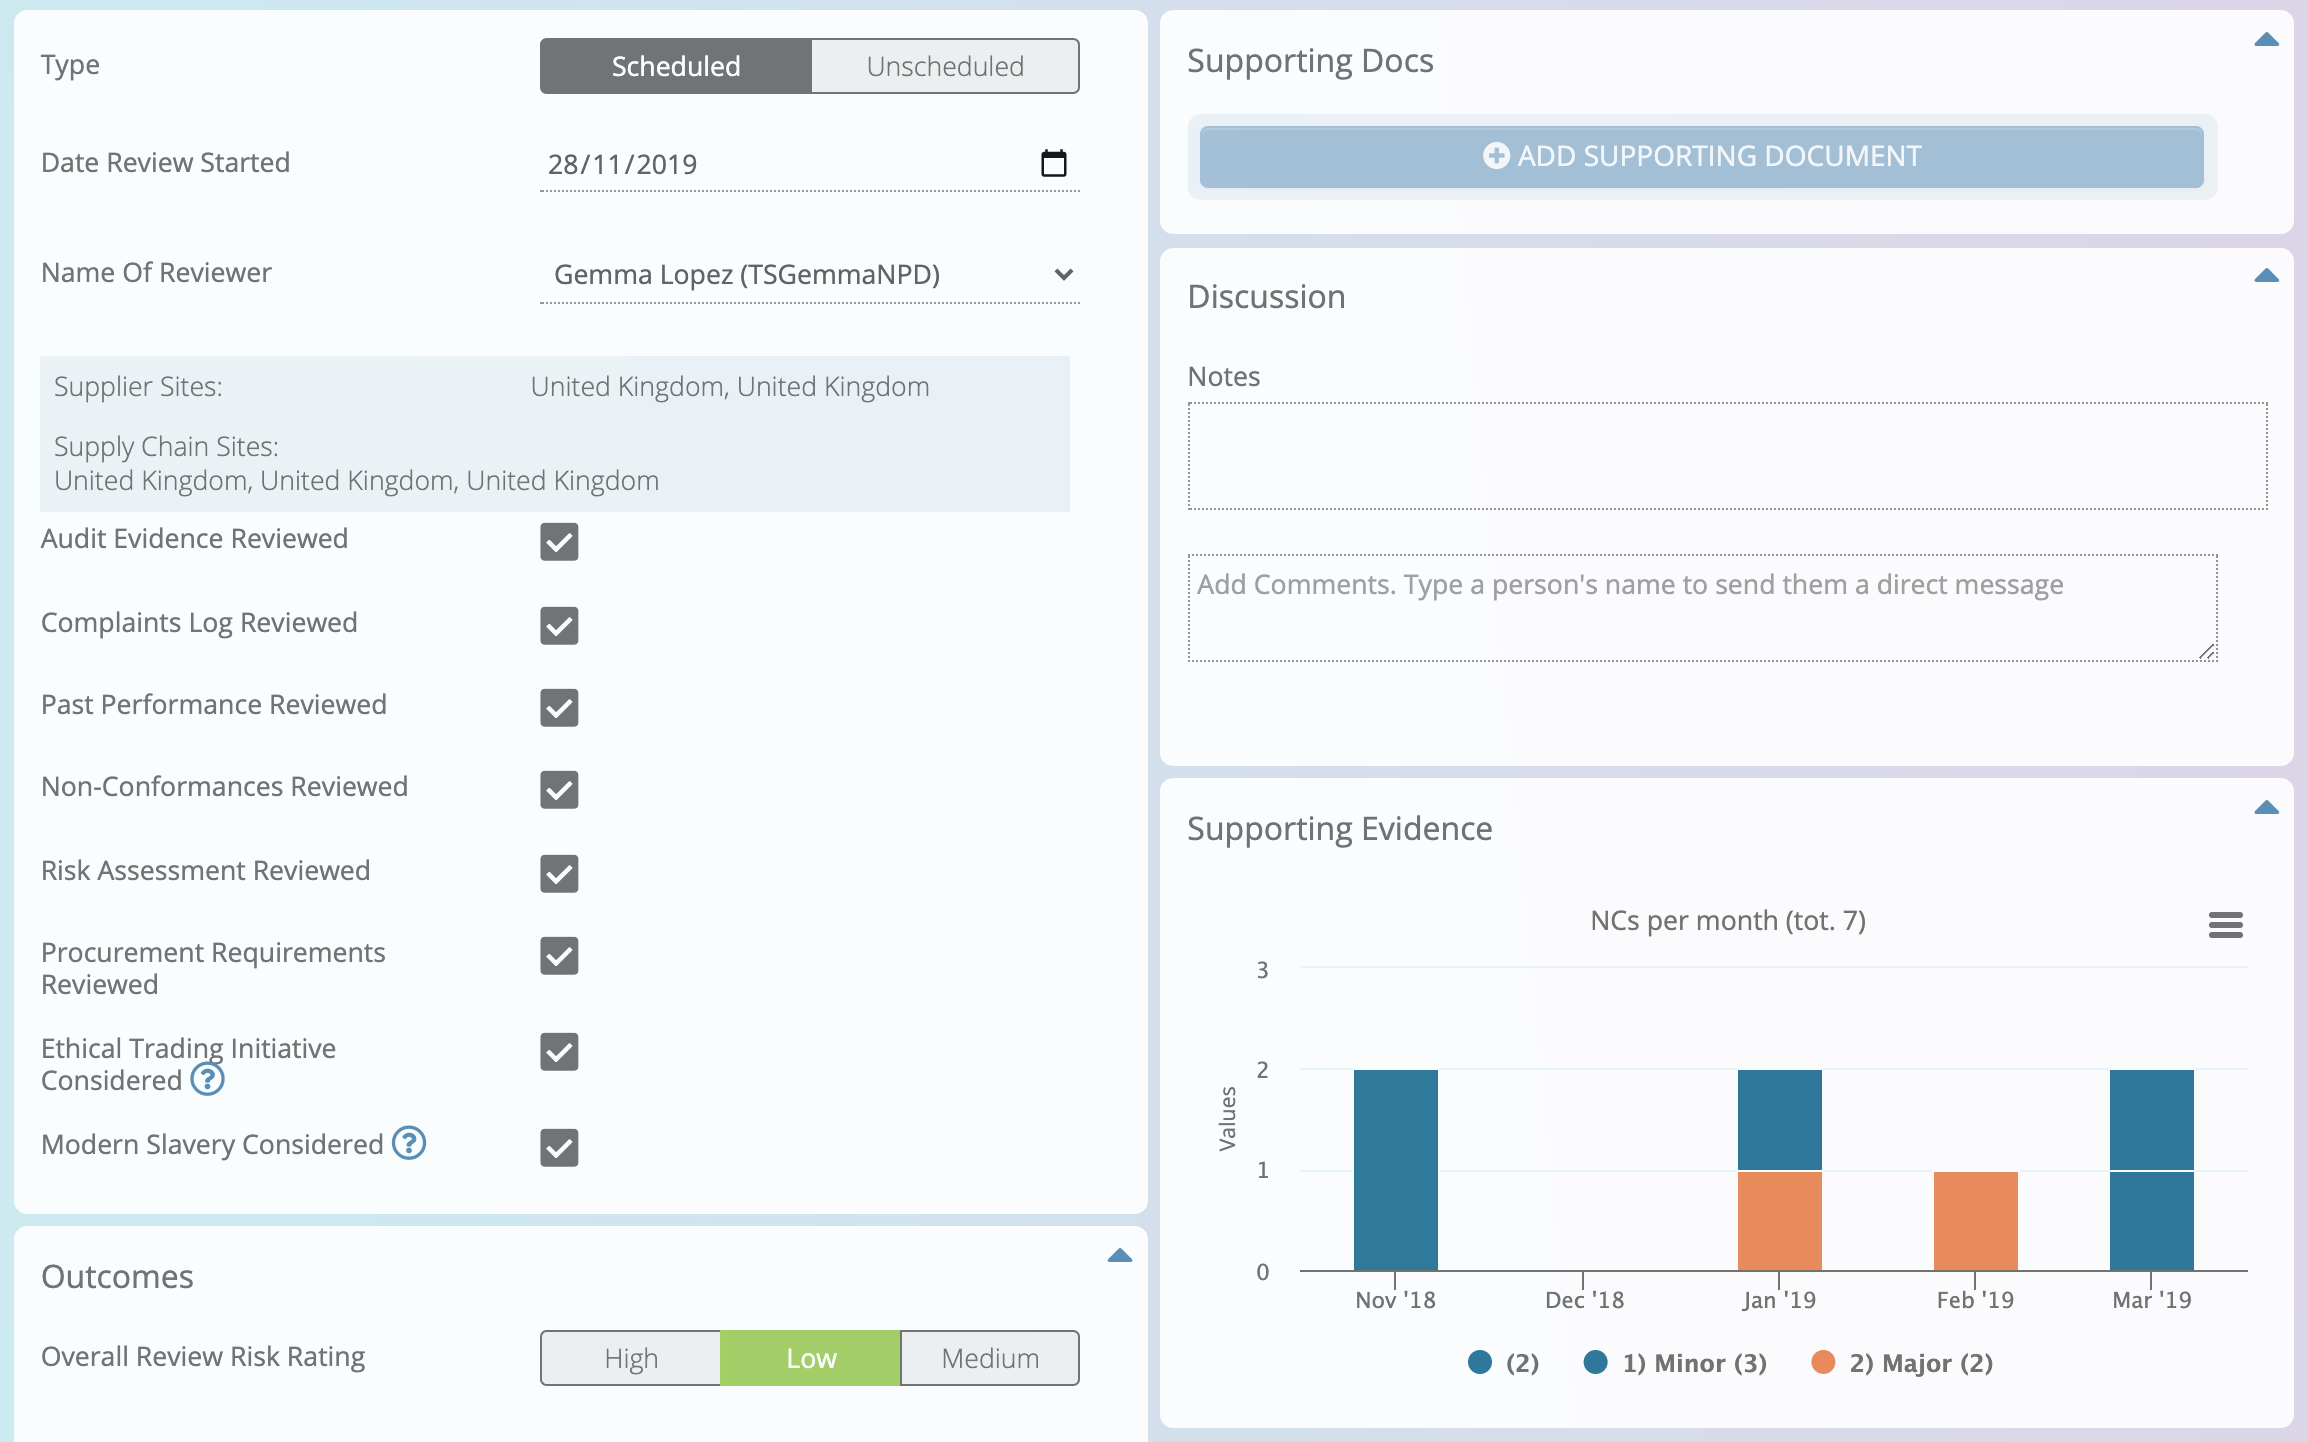 Type
Scheduled
Unscheduled
Date Review Started
28/11/2019
Name Of Reviewer
Gemma Lopez (TSGemmaNPD)
Supplier Sites:
United Kingdom, United Kingdom
Supply Chain Sites:
United Kingdom, United Kingdom, United Kingdom
Audit Evidence Reviewed
Complaints Log Reviewed
Past Performance Reviewed
Non-Conformances Reviewed
Risk Assessment Reviewed
Procurement Requirements
Reviewed
Ethical Trading Initiative
Considered ?
Modern Slavery Considered ?
Outcomes
Overall Review Risk Rating
High
Low
Medium
Supporting Docs
ADD SUPPORTING DOCUMENT
Discussion
Notes
Add Comments. Type a person's name to send them a direct message
Supporting Evidence
NCs per month (tot. 7)
Values
3
2
1
0
Nov '18
Dec '18
Jan '19
Feb '19
Mar '19
(2)
1) Minor (3)
2) Major (2)